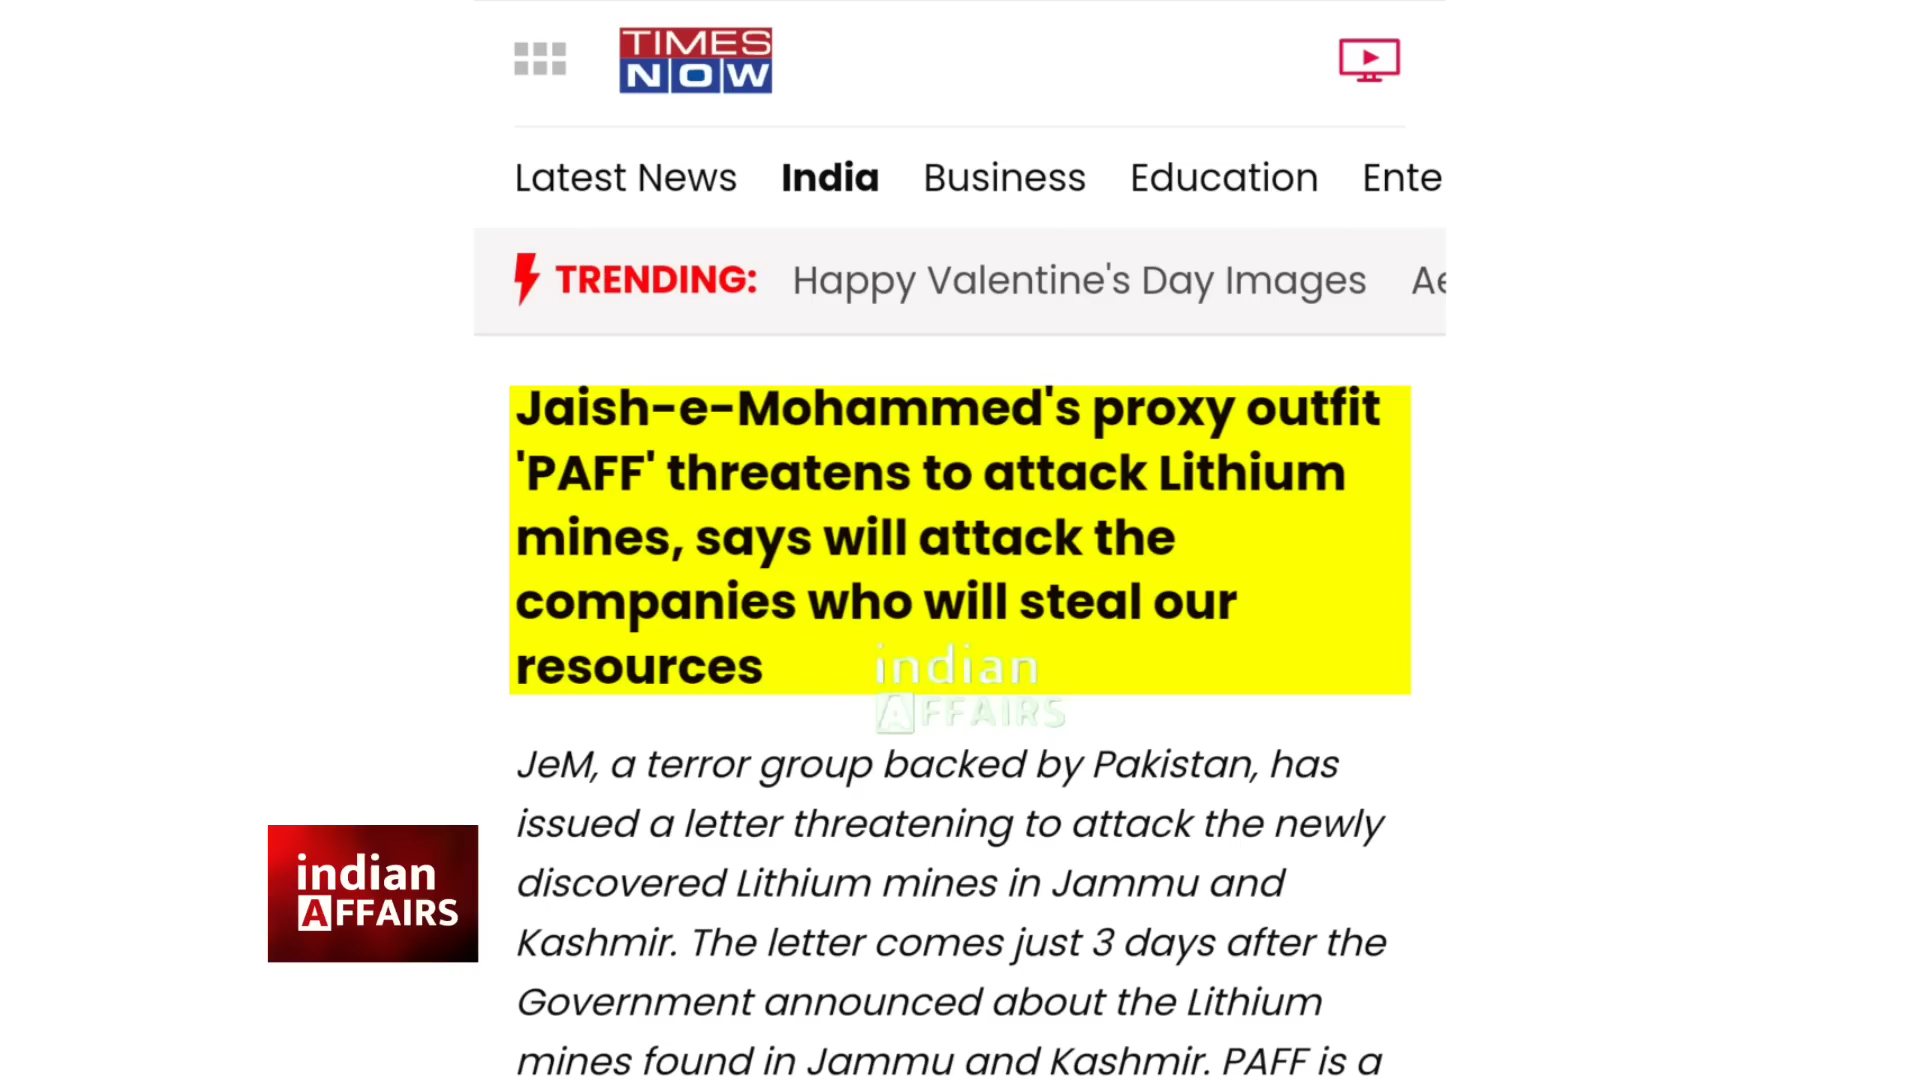 TIMES
NOW
Latest News India Business Education Ente
TRENDING: Happy Valentine's Day Images Ae
Jaish-e-Mohammed's proxy outfit
'PAFF' threatens to attack Lithium
mines, says will attack the
companies who will steal our
resources
indian
AFFAIRS
JeM, a terror group backed by Pakistan, has
issued a letter threatening to attack the newly
discovered Lithium mines in Jammu and
Kashmir. The letter comes just 3 days after the
Government announced about the Lithium
mines found in Jammu and Kashmir. PAFF is a
indian
AFFAIRS